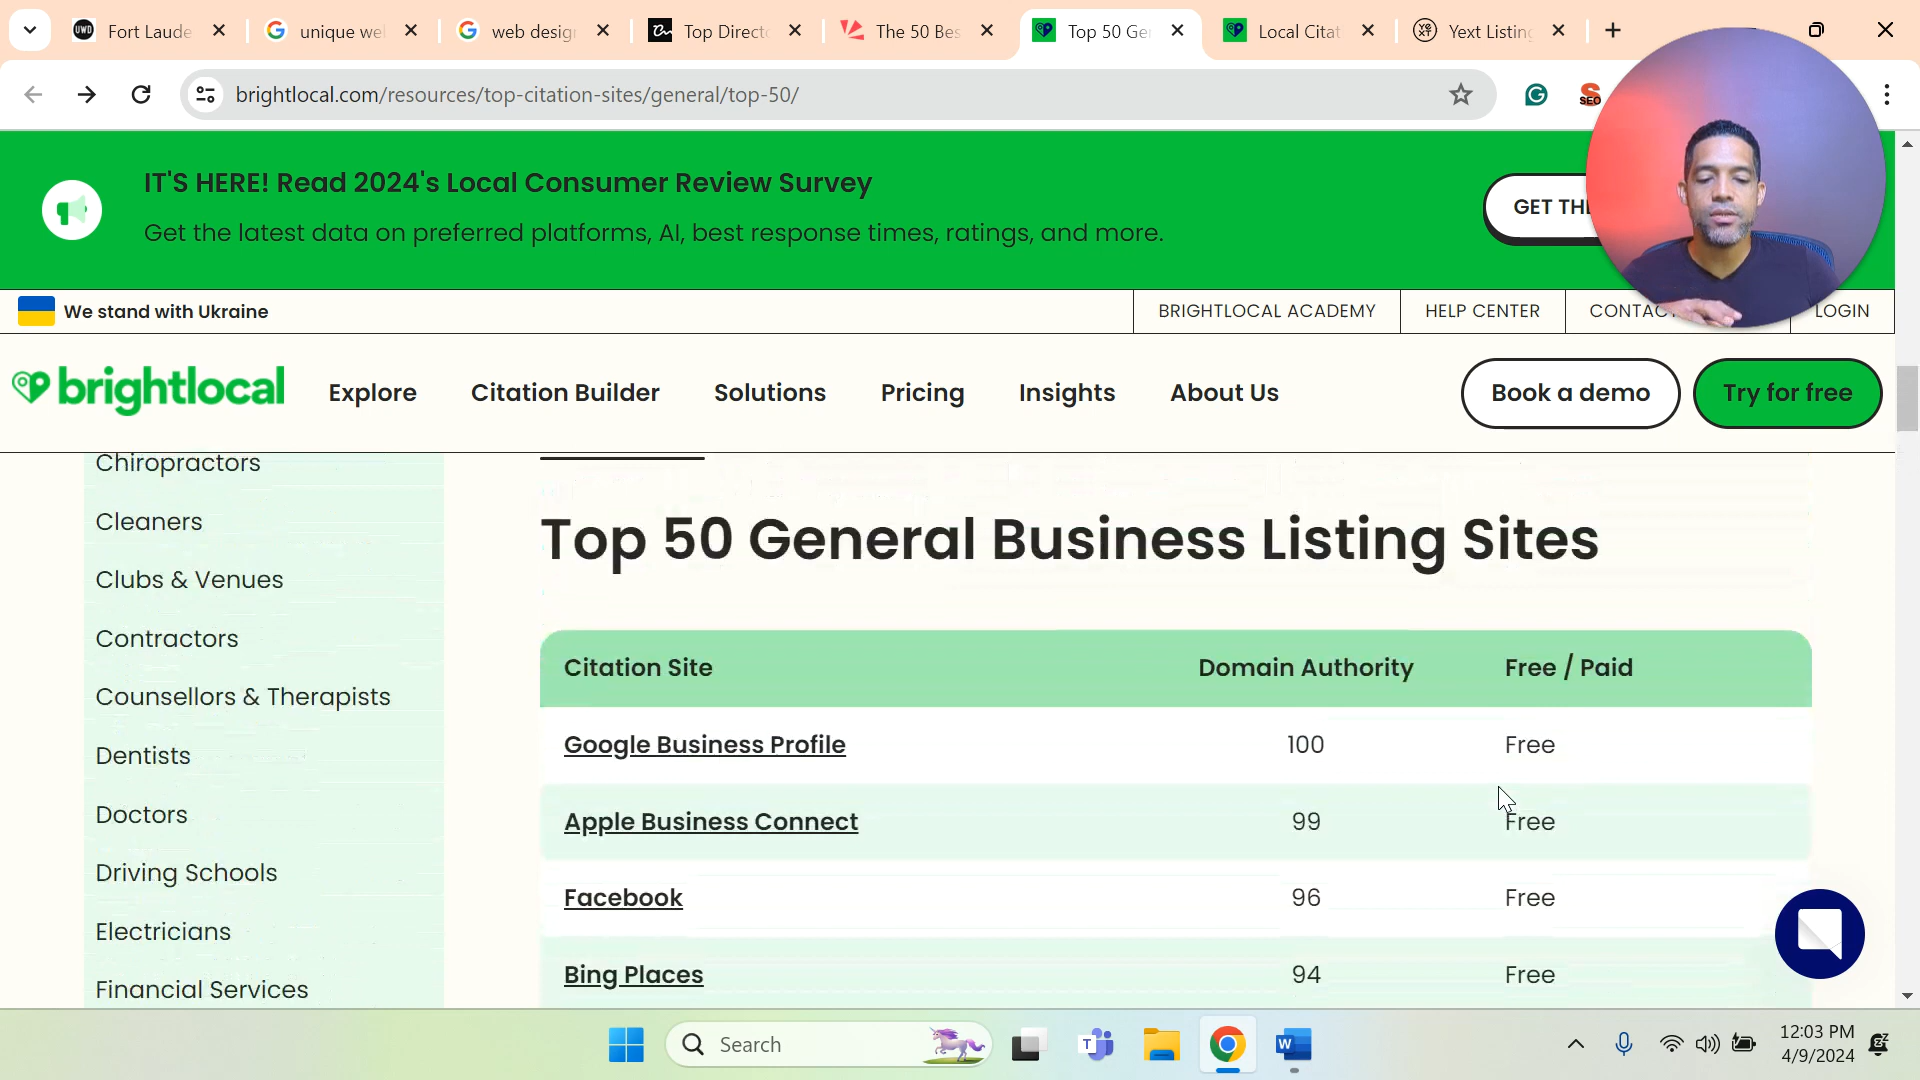 UWD Fort Laude
unique we
web desig
Top Direct
The 50 Bes
Top 50 Ge
Local Citat
Yext Listin
brightlocal.com/resources/top-citation-sites/general/top-50/
SEO
IT'S HERE! Read 2024's Local Consumer Review Survey
Get the latest data on preferred platforms, AI, best response times, ratings, and more.
GET THE
We stand with Ukraine
BRIGHTLOCAL ACADEMY
HELP CENTER
CONTAC
LOGIN
brightlocal
Explore
Citation Builder
Solutions
Pricing
Insights
About Us
Book a demo
Try for free
Chiropractors
Cleaners
Clubs & Venues
Contractors
Counsellors & Therapists
Dentists
Doctors
Driving Schools
Electricians
Financial Services
Top 50 General Business Listing Sites
Citation Site Domain Authority Free / Paid
Google Business Profile 100 Free
Apple Business Connect 99 Free
Facebook 96 Free
Bing Places 94 Free
Search
12:03 PM
4/9/2024